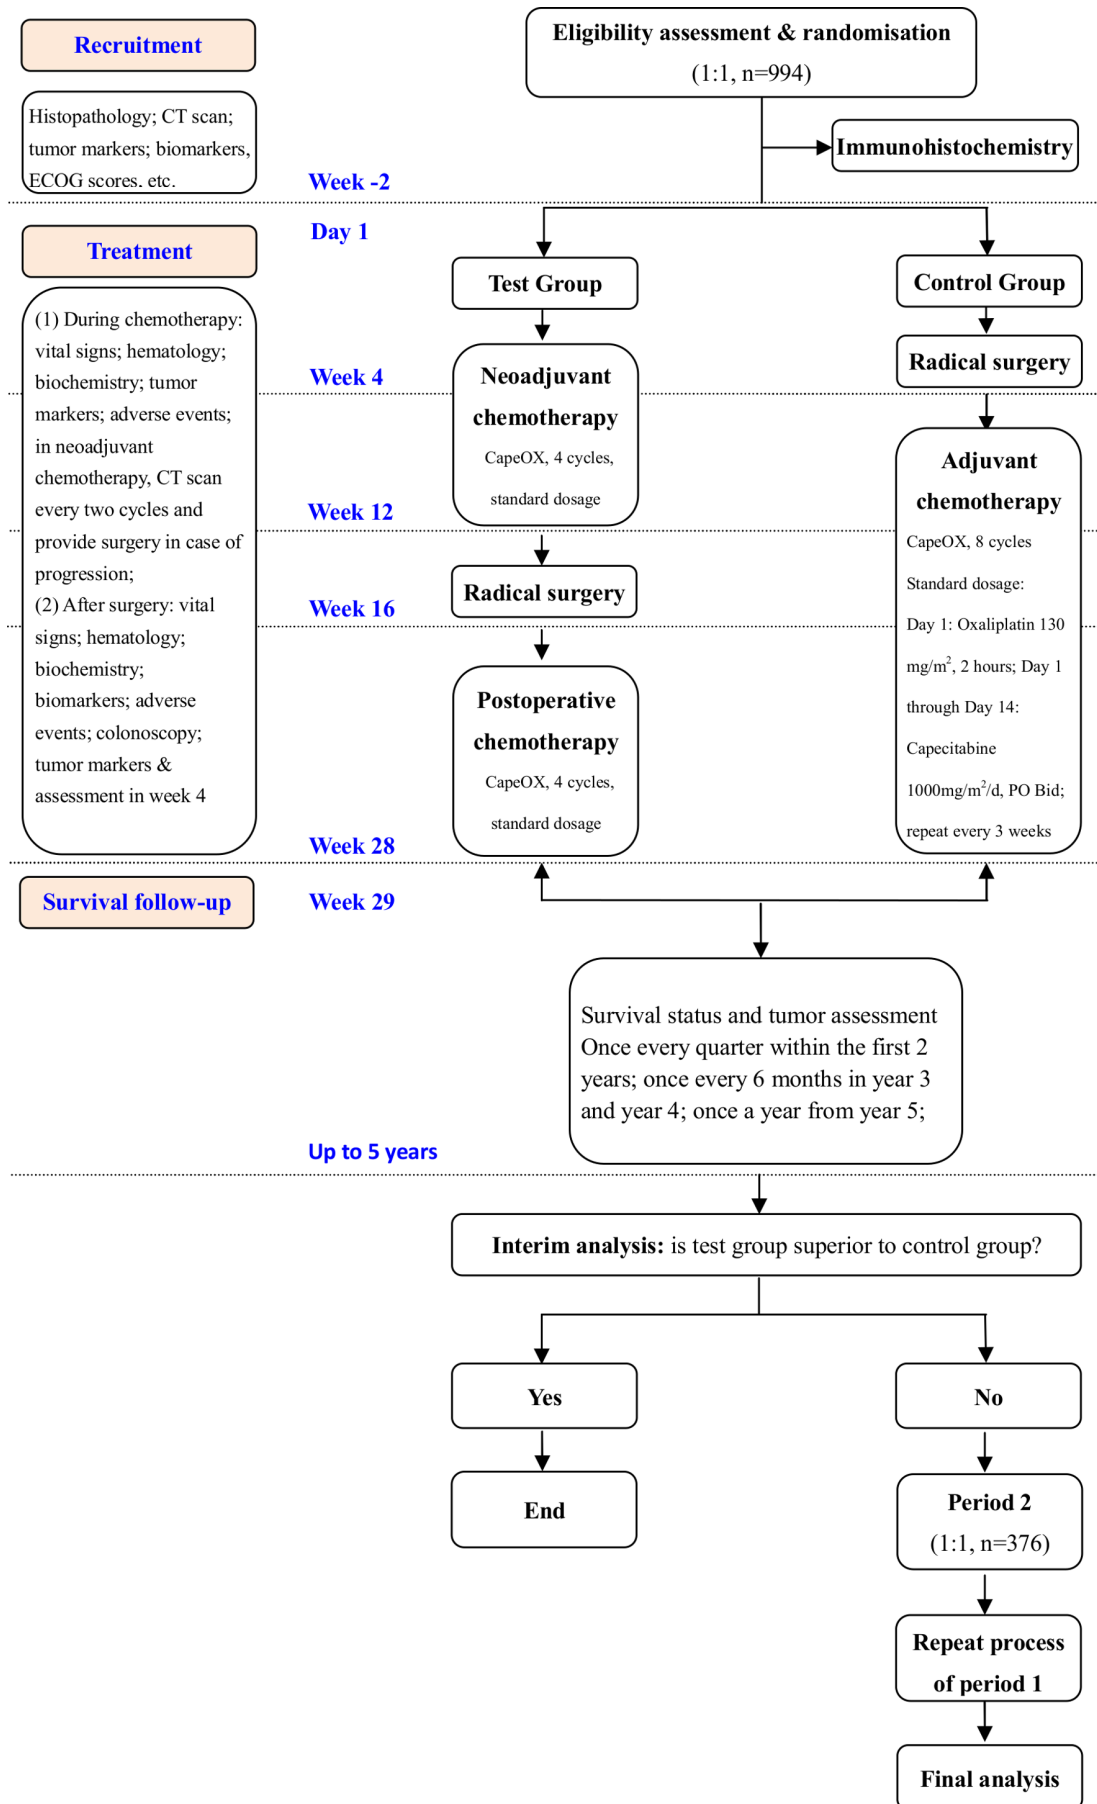 Recruitment
Histopathology; CT scan;
tumor markers; biomarkers,
ECOG scores, etc.
Eligibility assessment & randomisation
(1:1, n=994)
Immunohistochemistry
Week -2
Day 1
Treatment
(1) During chemotherapy:
vital signs; hematology;
biochemistry; tumor
markers; adverse events;
in neoadjuvant
chemotherapy, CT scan
every two cycles and
provide surgery in case of
progression;
(2) After surgery: vital
signs; hematology;
biochemistry;
biomarkers; adverse
events; colonoscopy;
tumor markers &
assessment in week 4
Test Group
Control Group
Radical surgery
Week 4
Neoadjuvant
chemotherapy
CapeOX, 4 cycles,
standard dosage
Week 12
Radical surgery
Week 16
Postoperative
chemotherapy
CapeOX, 4 cycles,
standard dosage
Week 28
Adjuvant
chemotherapy
CapeOX, 8 cycles
Standard dosage:
Day 1: Oxaliplatin 130
mg/m², 2 hours; Day 1
through Day 14:
Capecitabine
1000mg/m²/d, PO Bid;
repeat every 3 weeks
Survival follow-up
Week 29
Survival status and tumor assessment
Once every quarter within the first 2
years; once every 6 months in year 3
and year 4; once a year from year 5;
Up to 5 years
Interim analysis: is test group superior to control group?
Yes
No
End
Period 2
(1:1, n=376)
Repeat process
of period 1
Final analysis